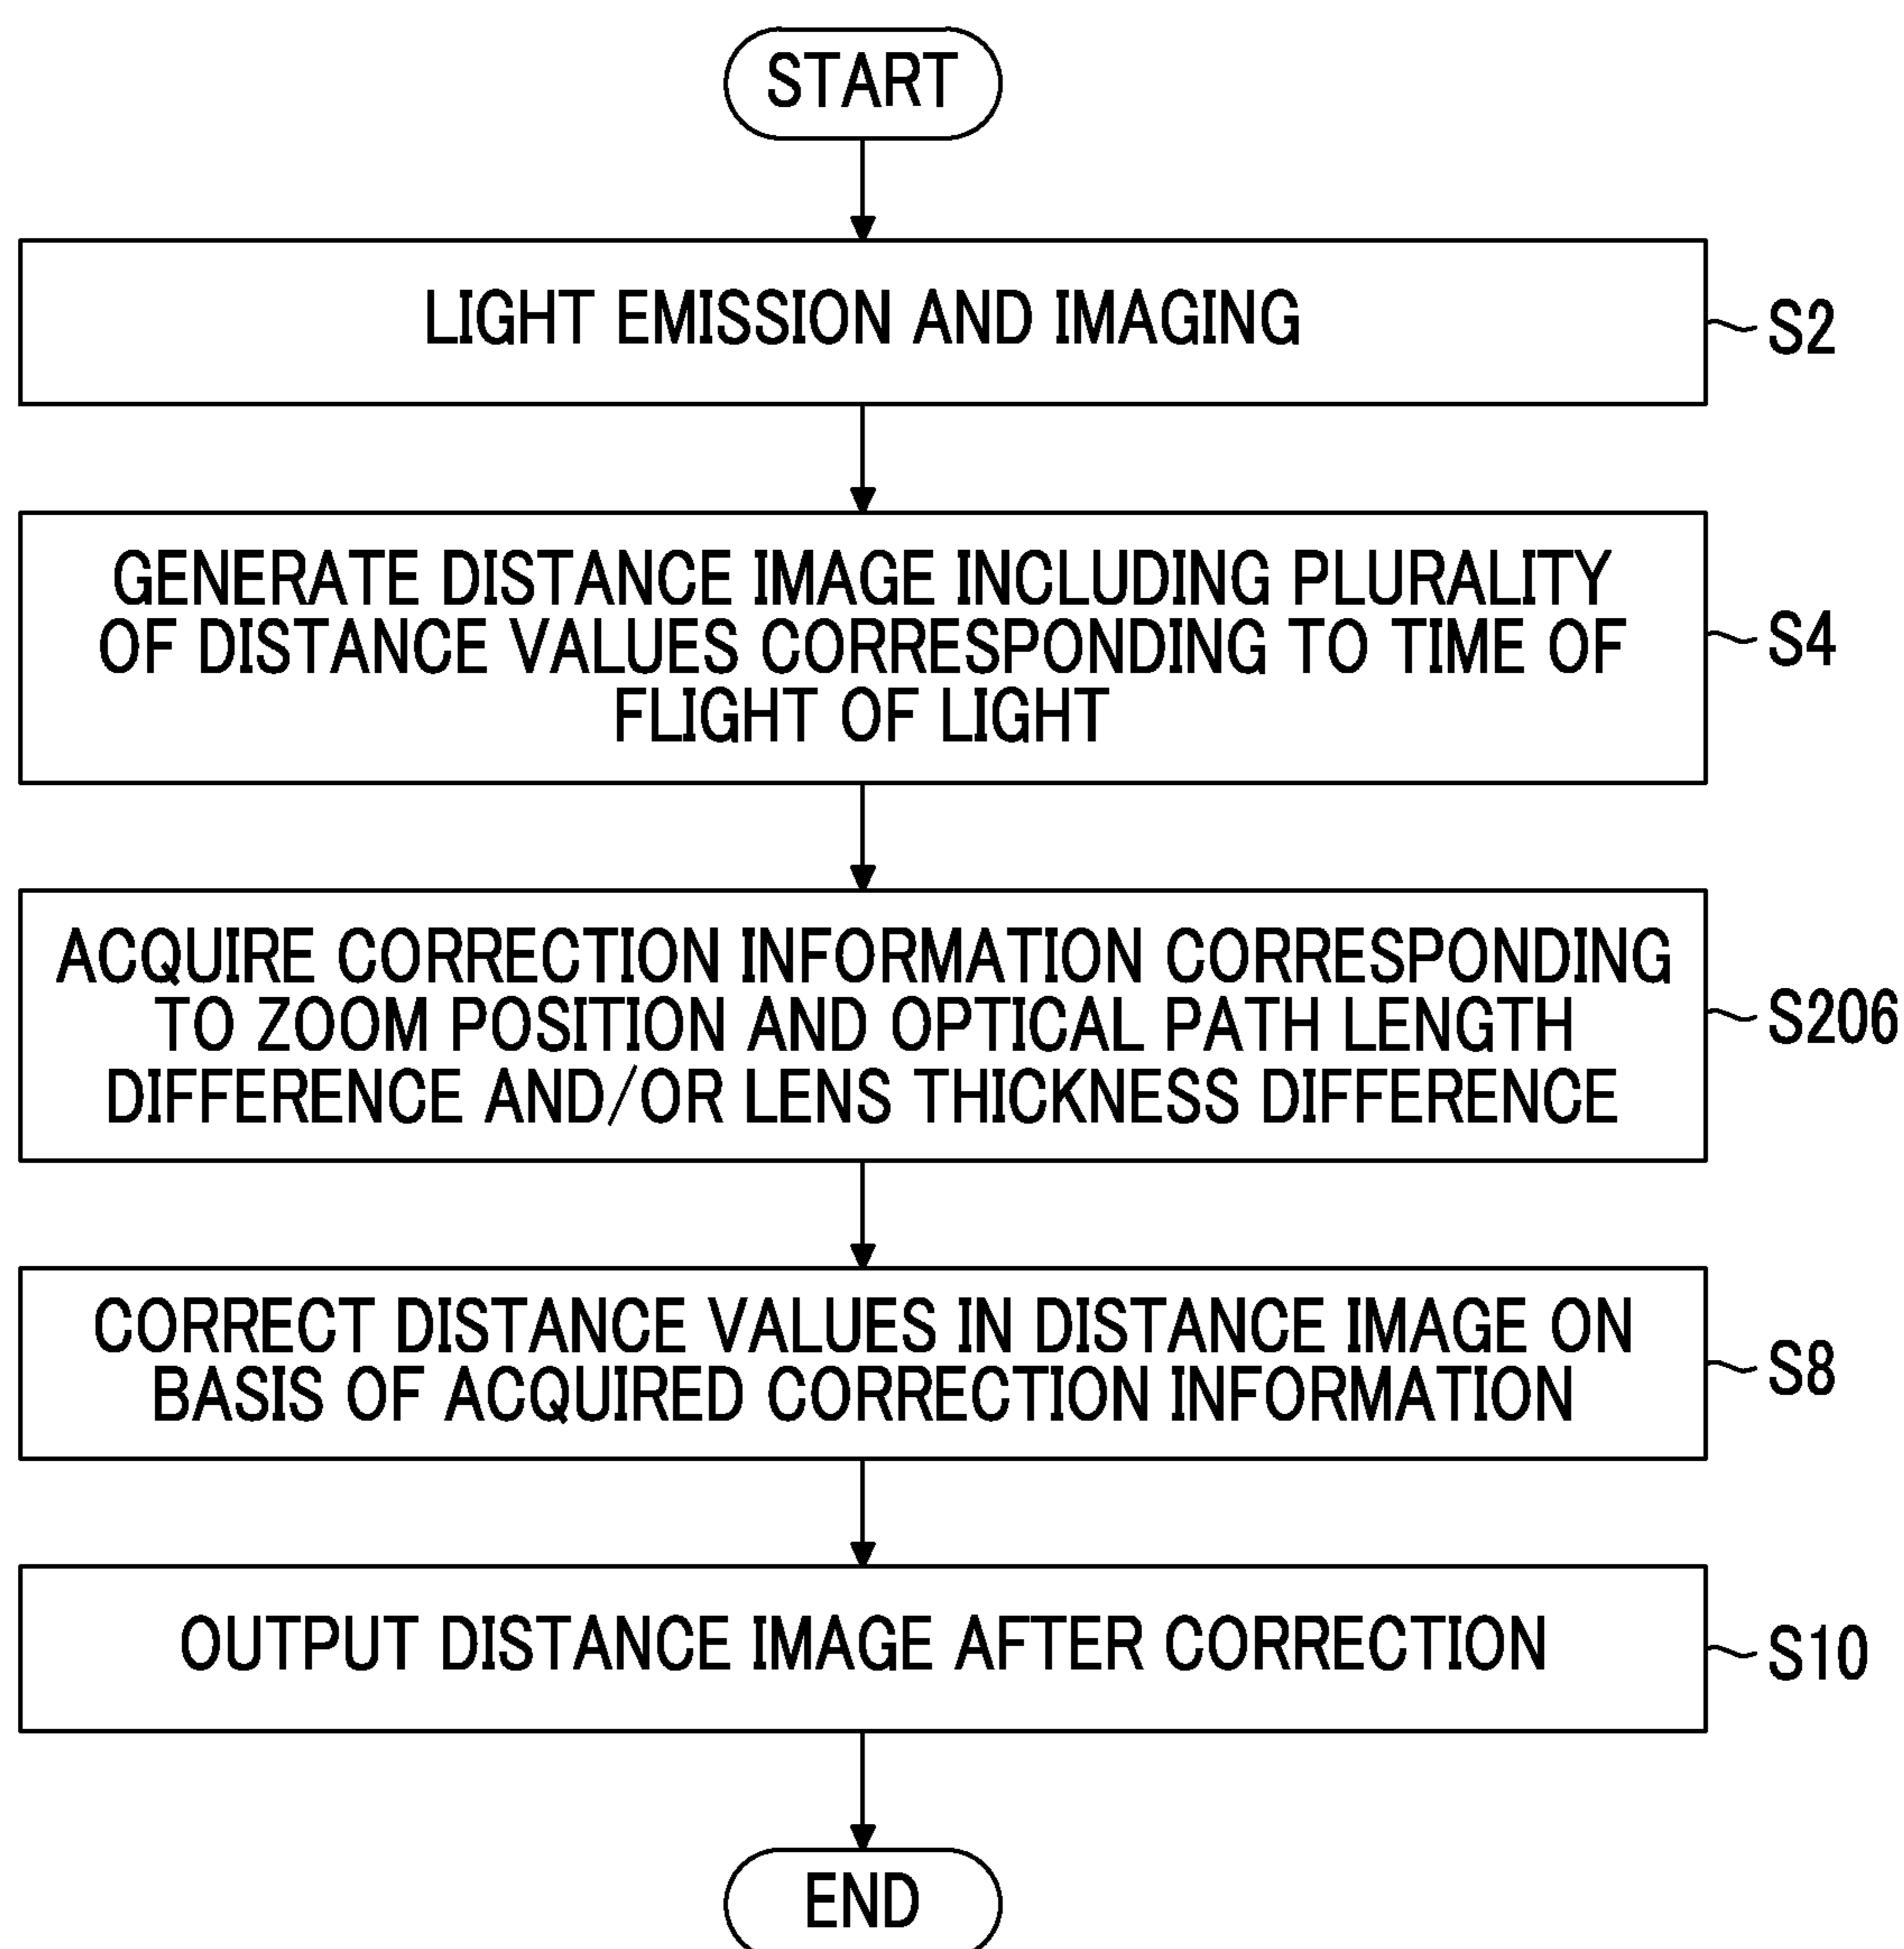 START
LIGHT EMISSION AND IMAGING
S2
GENERATE DISTANCE IMAGE INCLUDING PLURALITY
OF DISTANCE VALUES CORRESPONDING TO TIME OF
FLIGHT OF LIGHT
S4
ACQUIRE CORRECTION INFORMATION CORRESPONDING
TO ZOOM POSITION AND OPTICAL PATH LENGTH
DIFFERENCE AND/OR LENS THICKNESS DIFFERENCE
S206
CORRECT DISTANCE VALUES IN DISTANCE IMAGE ON
BASIS OF ACQUIRED CORRECTION INFORMATION
S8
OUTPUT DISTANCE IMAGE AFTER CORRECTION
S10
END